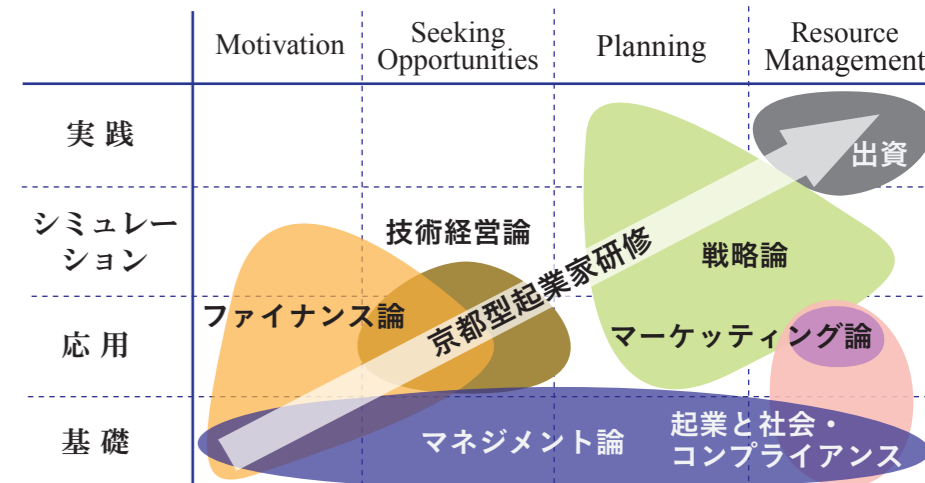 Motivation
Seeking
Opportunities
Planning
Resource
Management
実践
シミュレー
ション
応用
基礎
出資
技術経営論
京都型起業家研修
戦略論
ファイナンス論
マーケッティング論
マネジメント論
起業と社会・
コンプライアンス